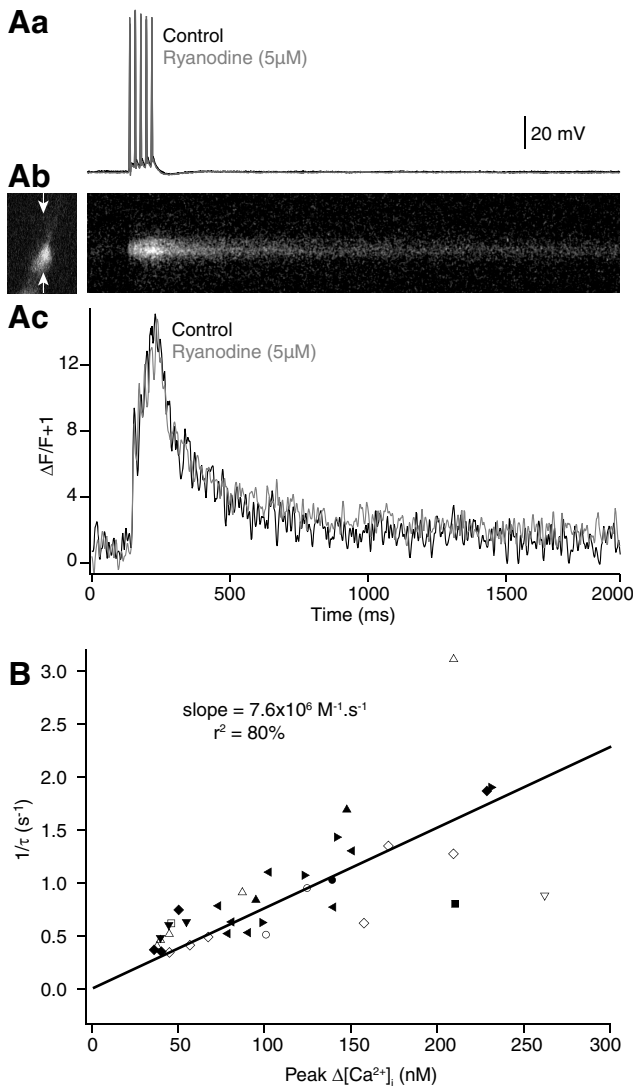 Aa
Control
Ryanodine (5µM)
20 mV
Ab
Ac
Control
Ryanodine (5µM)
12
8
4
0
ΔF/F+1
0
500
1000
1500
2000
Time (ms)
B
slope = 7.6x10⁶ M⁻¹.s⁻¹
r² = 80%
3.0
2.5
2.0
1.5
1.0
0.5
0.0
1/τ (s⁻¹)
0
50
100
150
200
250
300
Peak Δ[Ca²⁺]ᵢ (nM)